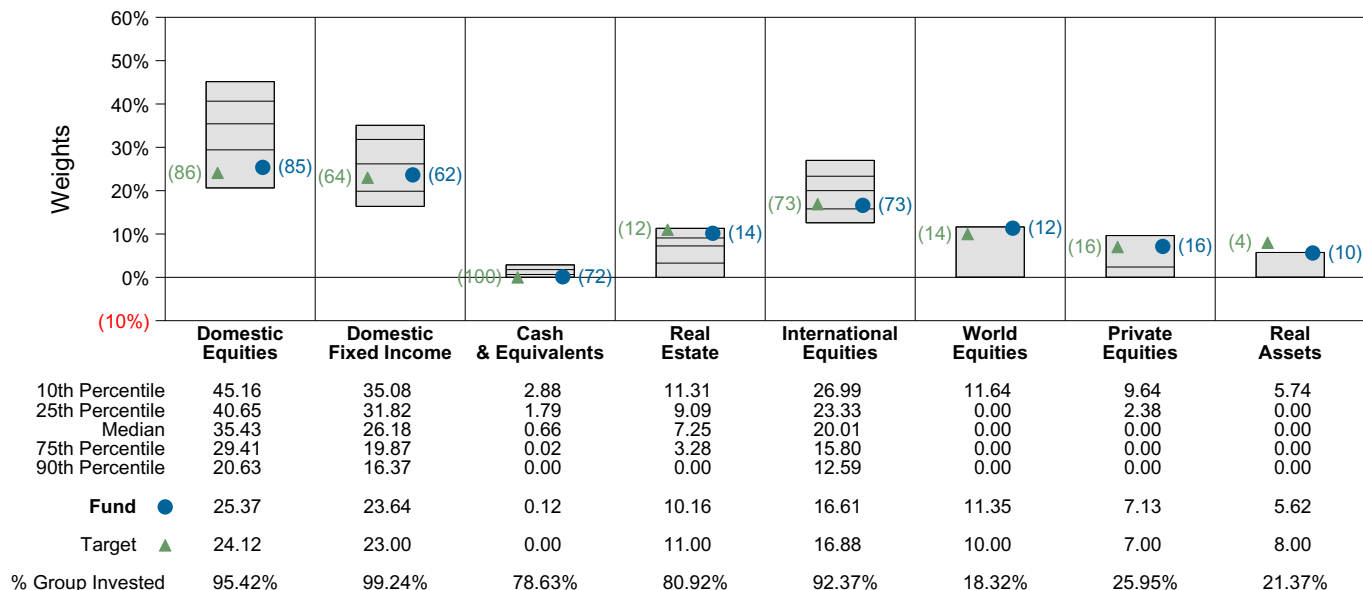 60%
50%
40%
30%
20%
10%
0%
(10%)
Weights
(86) (85) (64) (62) (100) (72) (12) (14) (73) (73) (14) (12) (16) (16) (4) (10)
Domestic Equities Domestic Fixed Income Cash & Equivalents Real Estate International Equities World Equities Private Equities Real Assets
10th Percentile 45.16 35.08 2.88 11.31 26.99 11.64 9.64 5.74
25th Percentile 40.65 31.82 1.79 9.09 23.33 0.00 2.38 0.00
Median 35.43 26.18 0.66 7.25 20.01 0.00 0.00 0.00
75th Percentile 29.41 19.87 0.02 3.28 15.80 0.00 0.00 0.00
90th Percentile 20.63 16.37 0.00 0.00 12.59 0.00 0.00 0.00
Fund 25.37 23.64 0.12 10.16 16.61 11.35 7.13 5.62
Target 24.12 23.00 0.00 11.00 16.88 10.00 7.00 8.00
% Group Invested 95.42% 99.24% 78.63% 80.92% 92.37% 18.32% 25.95% 21.37%